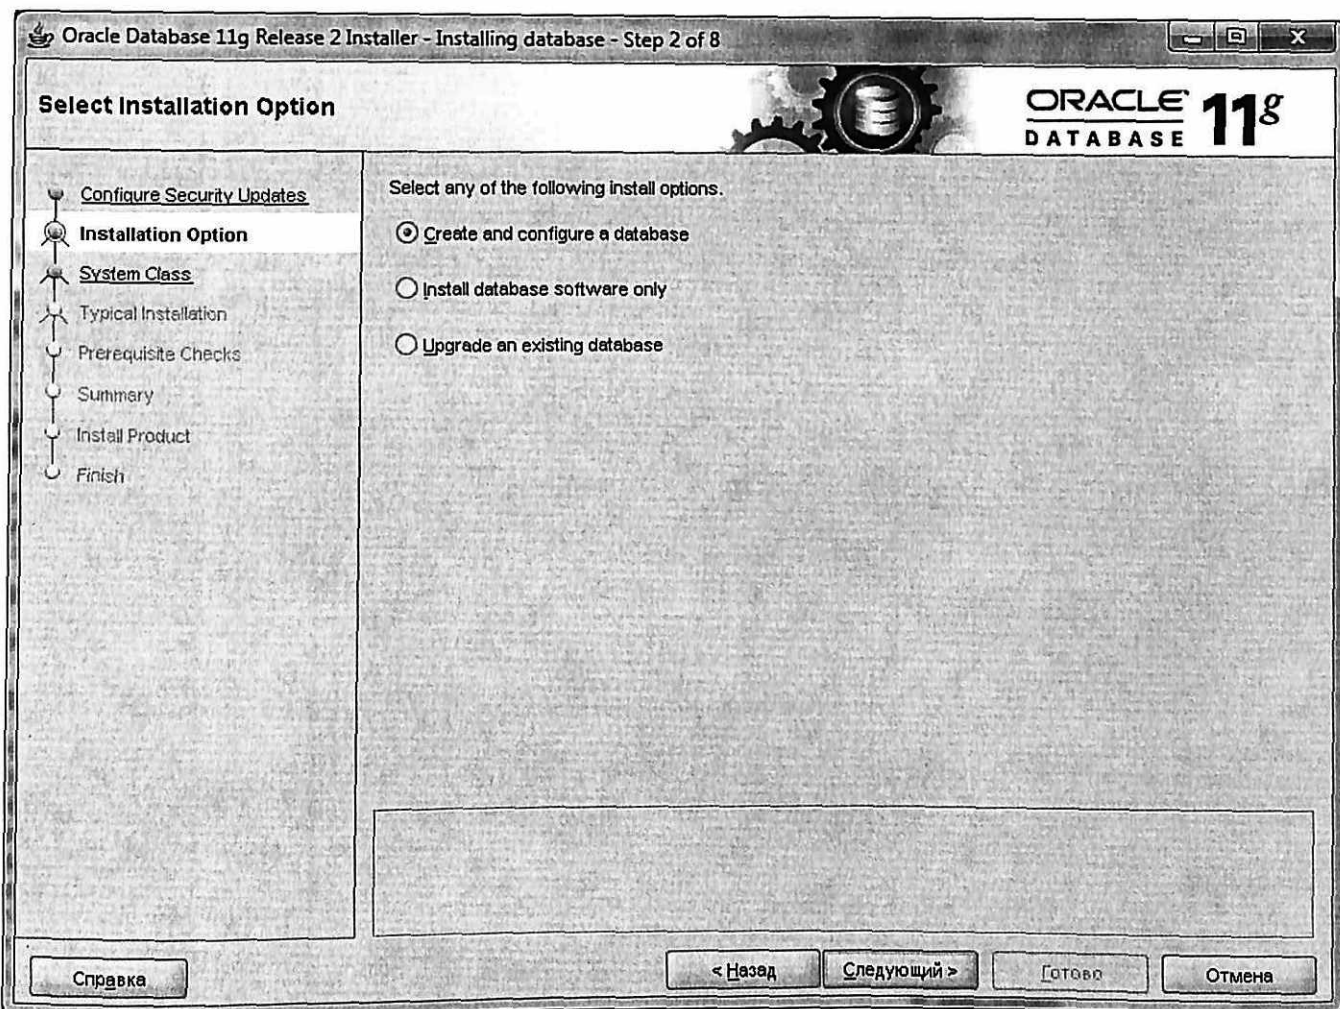 Oracle Database 11g Release 2 Installer - Installing database - Step 2 of 8
Select Installation Option
ORACLE
DATABASE
11g
Configure Security Updates
Installation Option
System Class
Typical Installation
Prerequisite Checks
Summary
Install Product
Finish
Select any of the following install options.
Create and configure a database
Install database software only
Upgrade an existing database
Справка
< Назад
Следующий >
Готово
Отмена